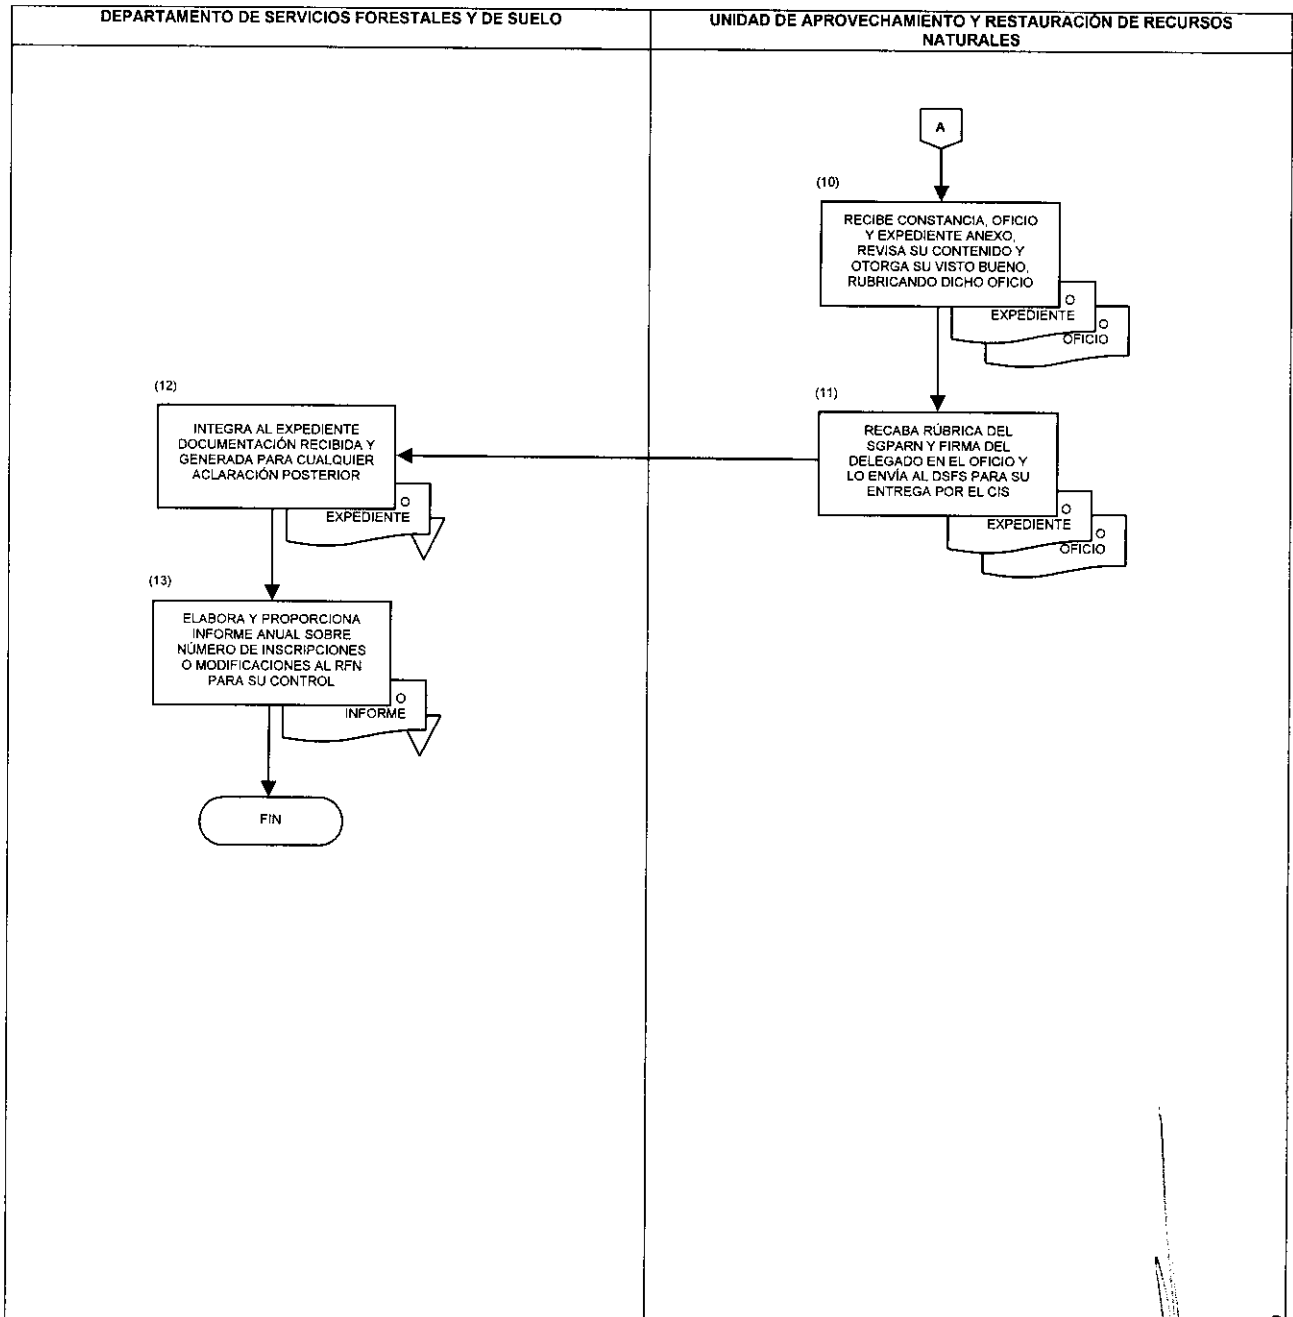 DEPARTAMENTO DE SERVICIOS FORESTALES Y DE SUELO
UNIDAD DE APROVECHAMIENTO Y RESTAURACIÓN DE RECURSOS
NATURALES
A
(10)
RECIBE CONSTANCIA, OFICIO
Y EXPEDIENTE ANEXO,
REVISA SU CONTENIDO Y
OTORGA SU VISTO BUENO,
RUBRICANDO DICHO OFICIO
O
EXPEDIENTE
O
OFICIO
(11)
RECABA RÚBRICA DEL
SGPARN Y FIRMA DEL
DELEGADO EN EL OFICIO Y
LO ENVÍA AL DSFS PARA SU
ENTREGA POR EL CIS
O
EXPEDIENTE
O
OFICIO
(12)
INTEGRA AL EXPEDIENTE
DOCUMENTACIÓN RECIBIDA Y
GENERADA PARA CUALQUIER
ACLARACIÓN POSTERIOR
O
EXPEDIENTE
(13)
ELABORA Y PROPORCIONA
INFORME ANUAL SOBRE
NÚMERO DE INSCRIPCIONES
O MODIFICACIONES AL RFN
PARA SU CONTROL
O
INFORME
FIN